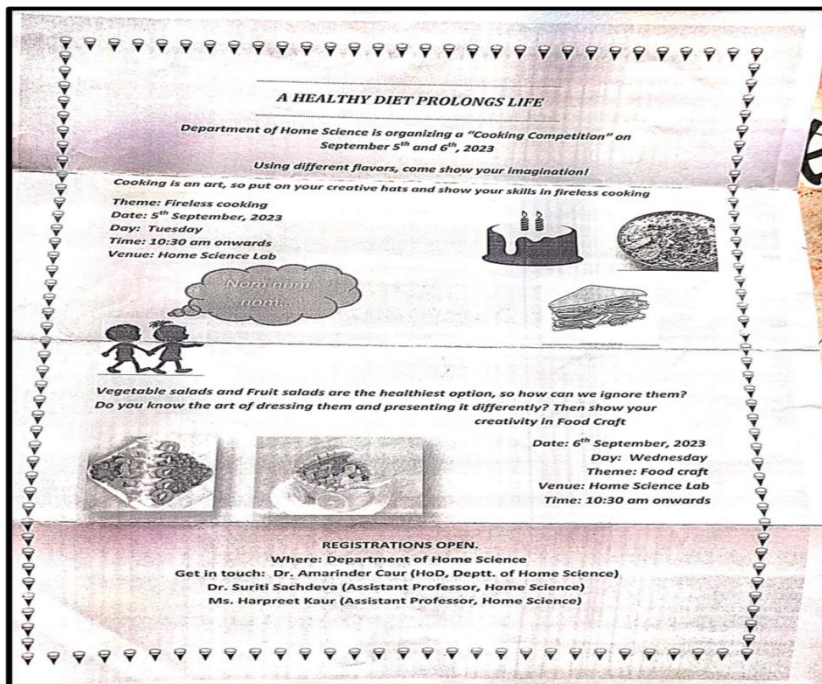 A HEALTHY DIET PROLONGS LIFE
Department of Home Science is organizing a “Cooking Competition” on
September 5th and 6th, 2023
Using different flavors, come show your imagination!
Cooking is an art, so put on your creative hats and show your skills in fireless cooking
Theme: Fireless cooking
Date: 5th September, 2023
Day: Tuesday
Time: 10:30 am onwards
Venue: Home Science Lab
Nom nom
nom...
Vegetable salads and Fruit salads are the healthiest option, so how can we ignore them?
Do you know the art of dressing them and presenting it differently? Then show your
creativity in Food Craft
Date: 6th September, 2023
Day: Wednesday
Theme: Food craft
Venue: Home Science Lab
Time: 10:30 am onwards
REGISTRATIONS OPEN.
Where: Department of Home Science
Get in touch: Dr. Amarinder Caur (HoD, Deptt. of Home Science)
Dr. Suriti Sachdeva (Assistant Professor, Home Science)
Ms. Harpreet Kaur (Assistant Professor, Home Science)